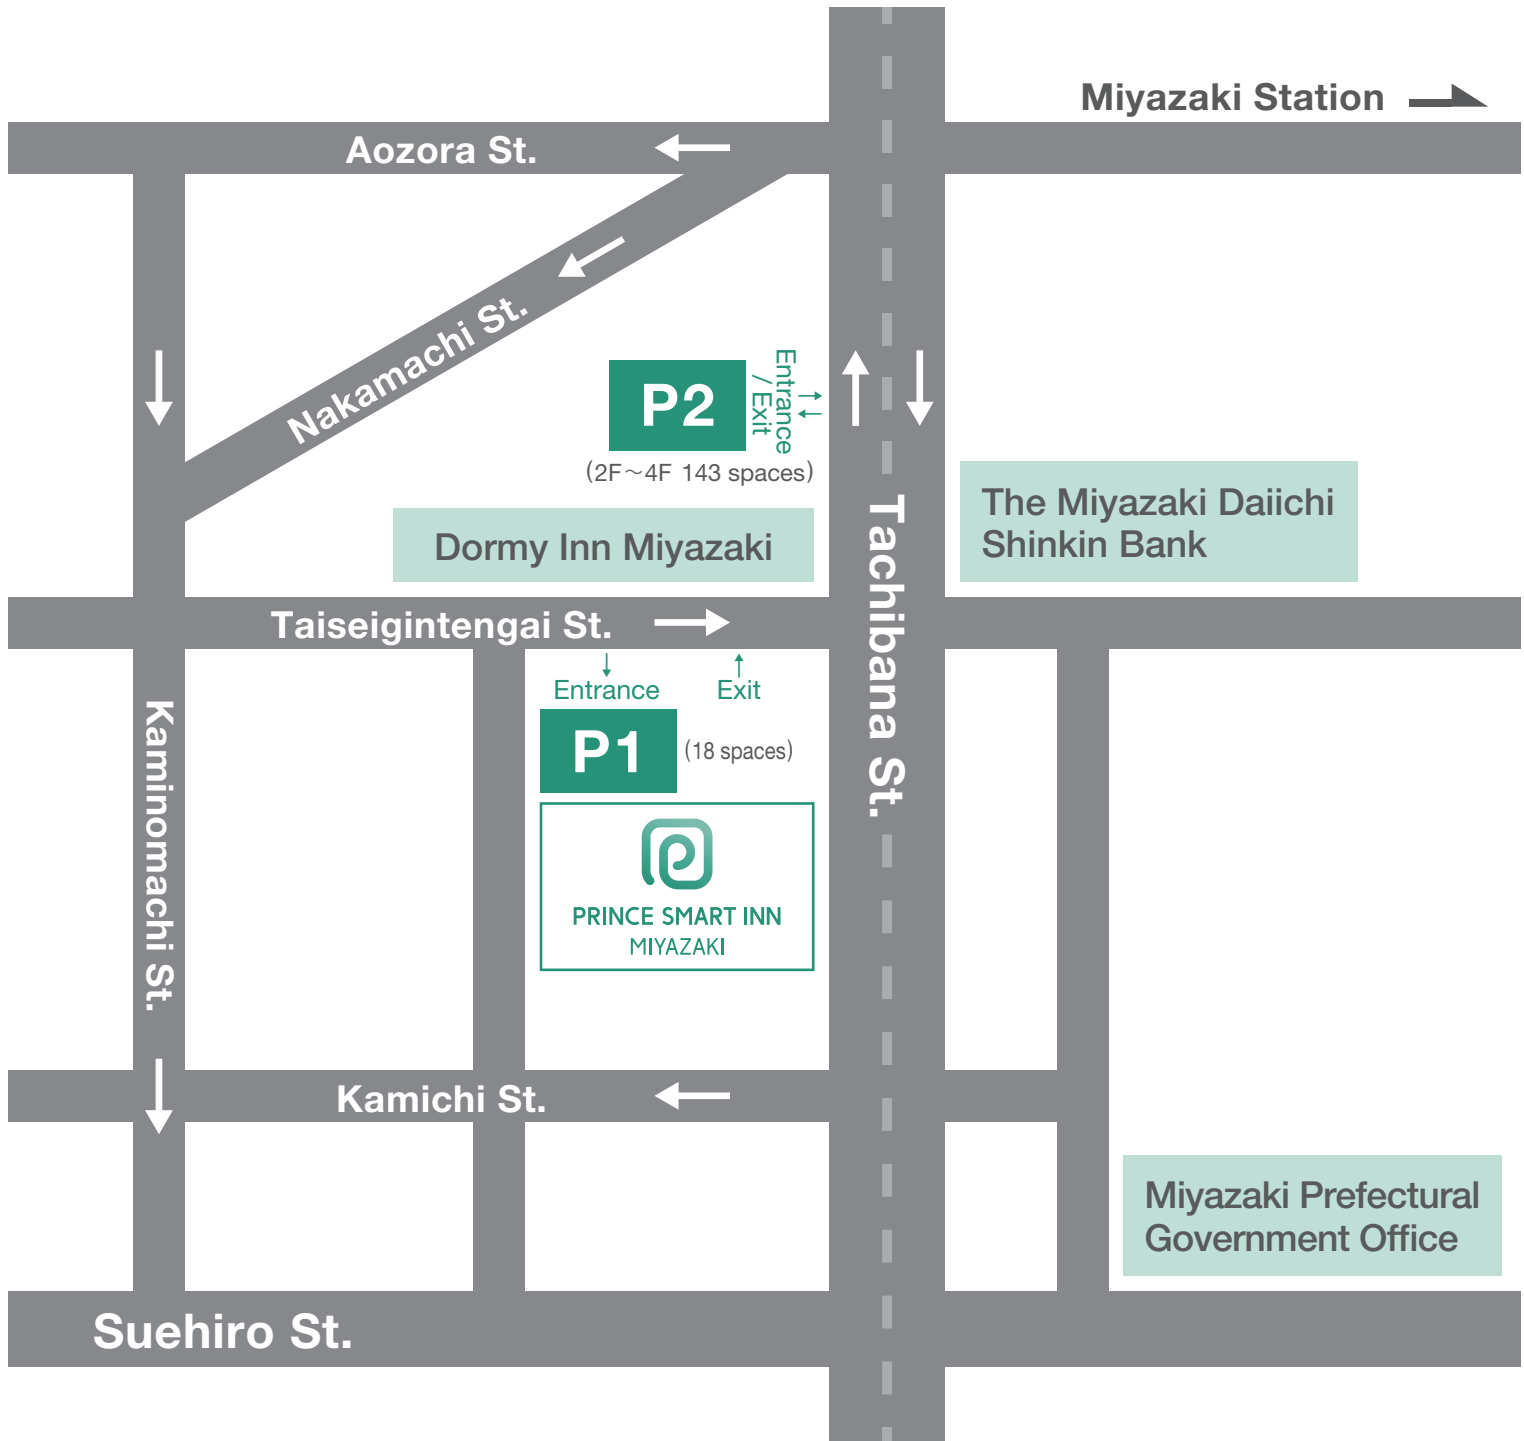 Miyazaki Station
Aozora St.
Nakamachi St.
P2
Entrance
/ Exit
(2F～4F 143 spaces)
Tachibana St.
The Miyazaki Daiichi
Shinkin Bank
Dormy Inn Miyazaki
Taiseigintengai St.
Entrance
Exit
P1
(18 spaces)
Kaminomachi St.
PRINCE SMART INN
MIYAZAKI
Kamichi St.
Miyazaki Prefectural
Government Office
Suehiro St.